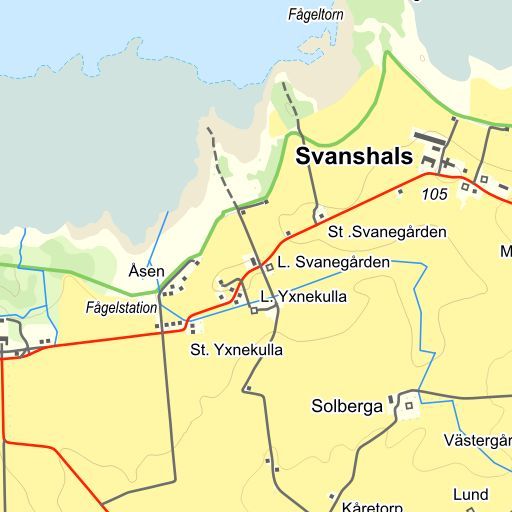 Fågeltorn
Svanshals
105
St .Svanegården
L. Svanegården
Åsen
Fågelstation
L. Yxnekulla
St. Yxnekulla
Solberga
Västergår
Lund
Kåretorp
M